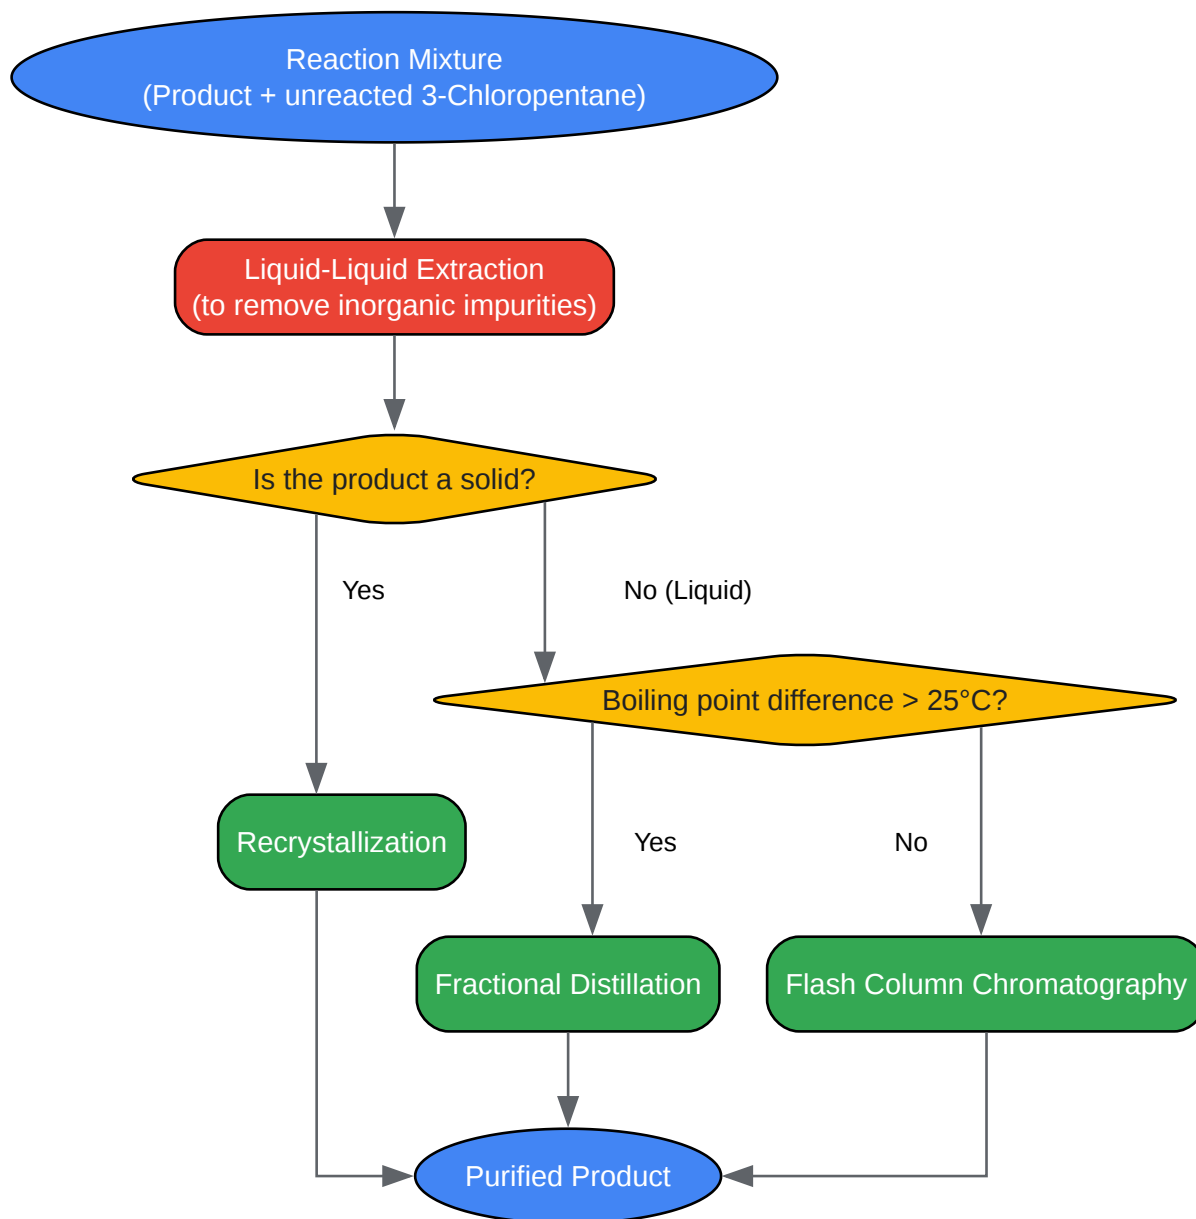 Reaction Mixture
(Product + unreacted 3-Chloropentane)
Liquid-Liquid Extraction
(to remove inorganic impurities)
Is the product a solid?
Yes
No (Liquid)
Boiling point difference > 25°C?
Recrystallization
Yes
No
Fractional Distillation
Flash Column Chromatography
Purified Product